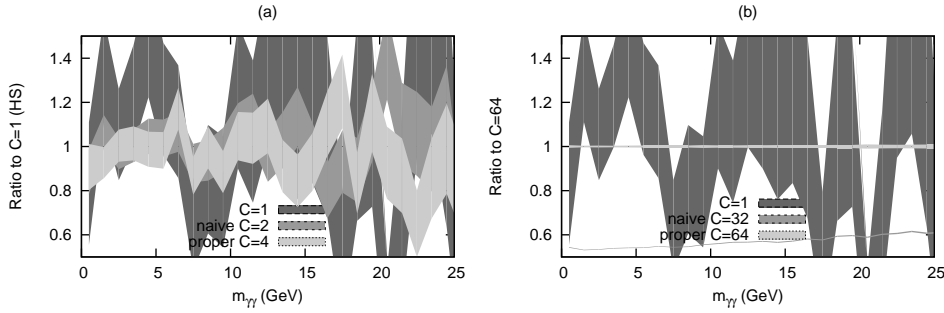 (a)
Ratio to C=1 (HS)
1.4
1.2
1
0.8
0.6
C=1
naive C=2
proper C=4
0 5 10 15 20 25
mγγ (GeV)
(b)
Ratio to C=64
1.4
1.2
1
0.8
0.6
C=1
naive C=32
proper C=64
0 5 10 15 20 25
mγγ (GeV)